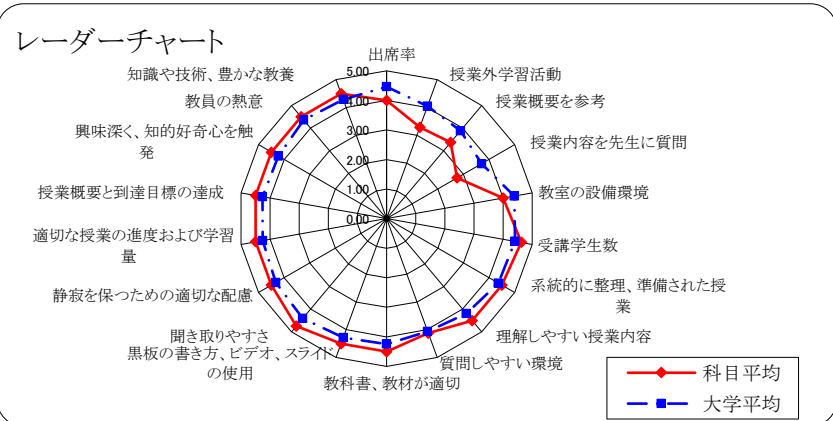 レーダーチャート
出席率
授業外学習活動
授業概要を参考
授業内容を先生に質問
教室の設備環境
受講学生数
系統的に整理、準備された授
業
理解しやすい授業内容
質問しやすい環境
教科書、教材が適切
黒板の書き方、ビデオ、スライド
の使用
聞き取りやすさ
静寂を保つための適切な配慮
適切な授業の進度および学習
量
授業概要と到達目標の達成
興味深く、知的好奇心を触
発
教員の熱意
知識や技術、豊かな教養
5.00
4.00
3.00
2.00
1.00
0.00
科目平均
大学平均